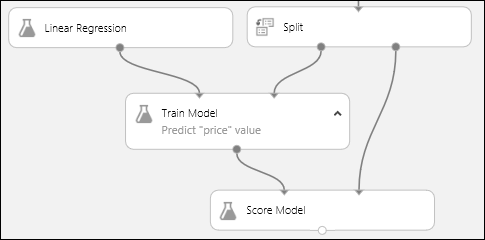 Linear Regression
Split
Train Model
Predict "price" value
Score Model